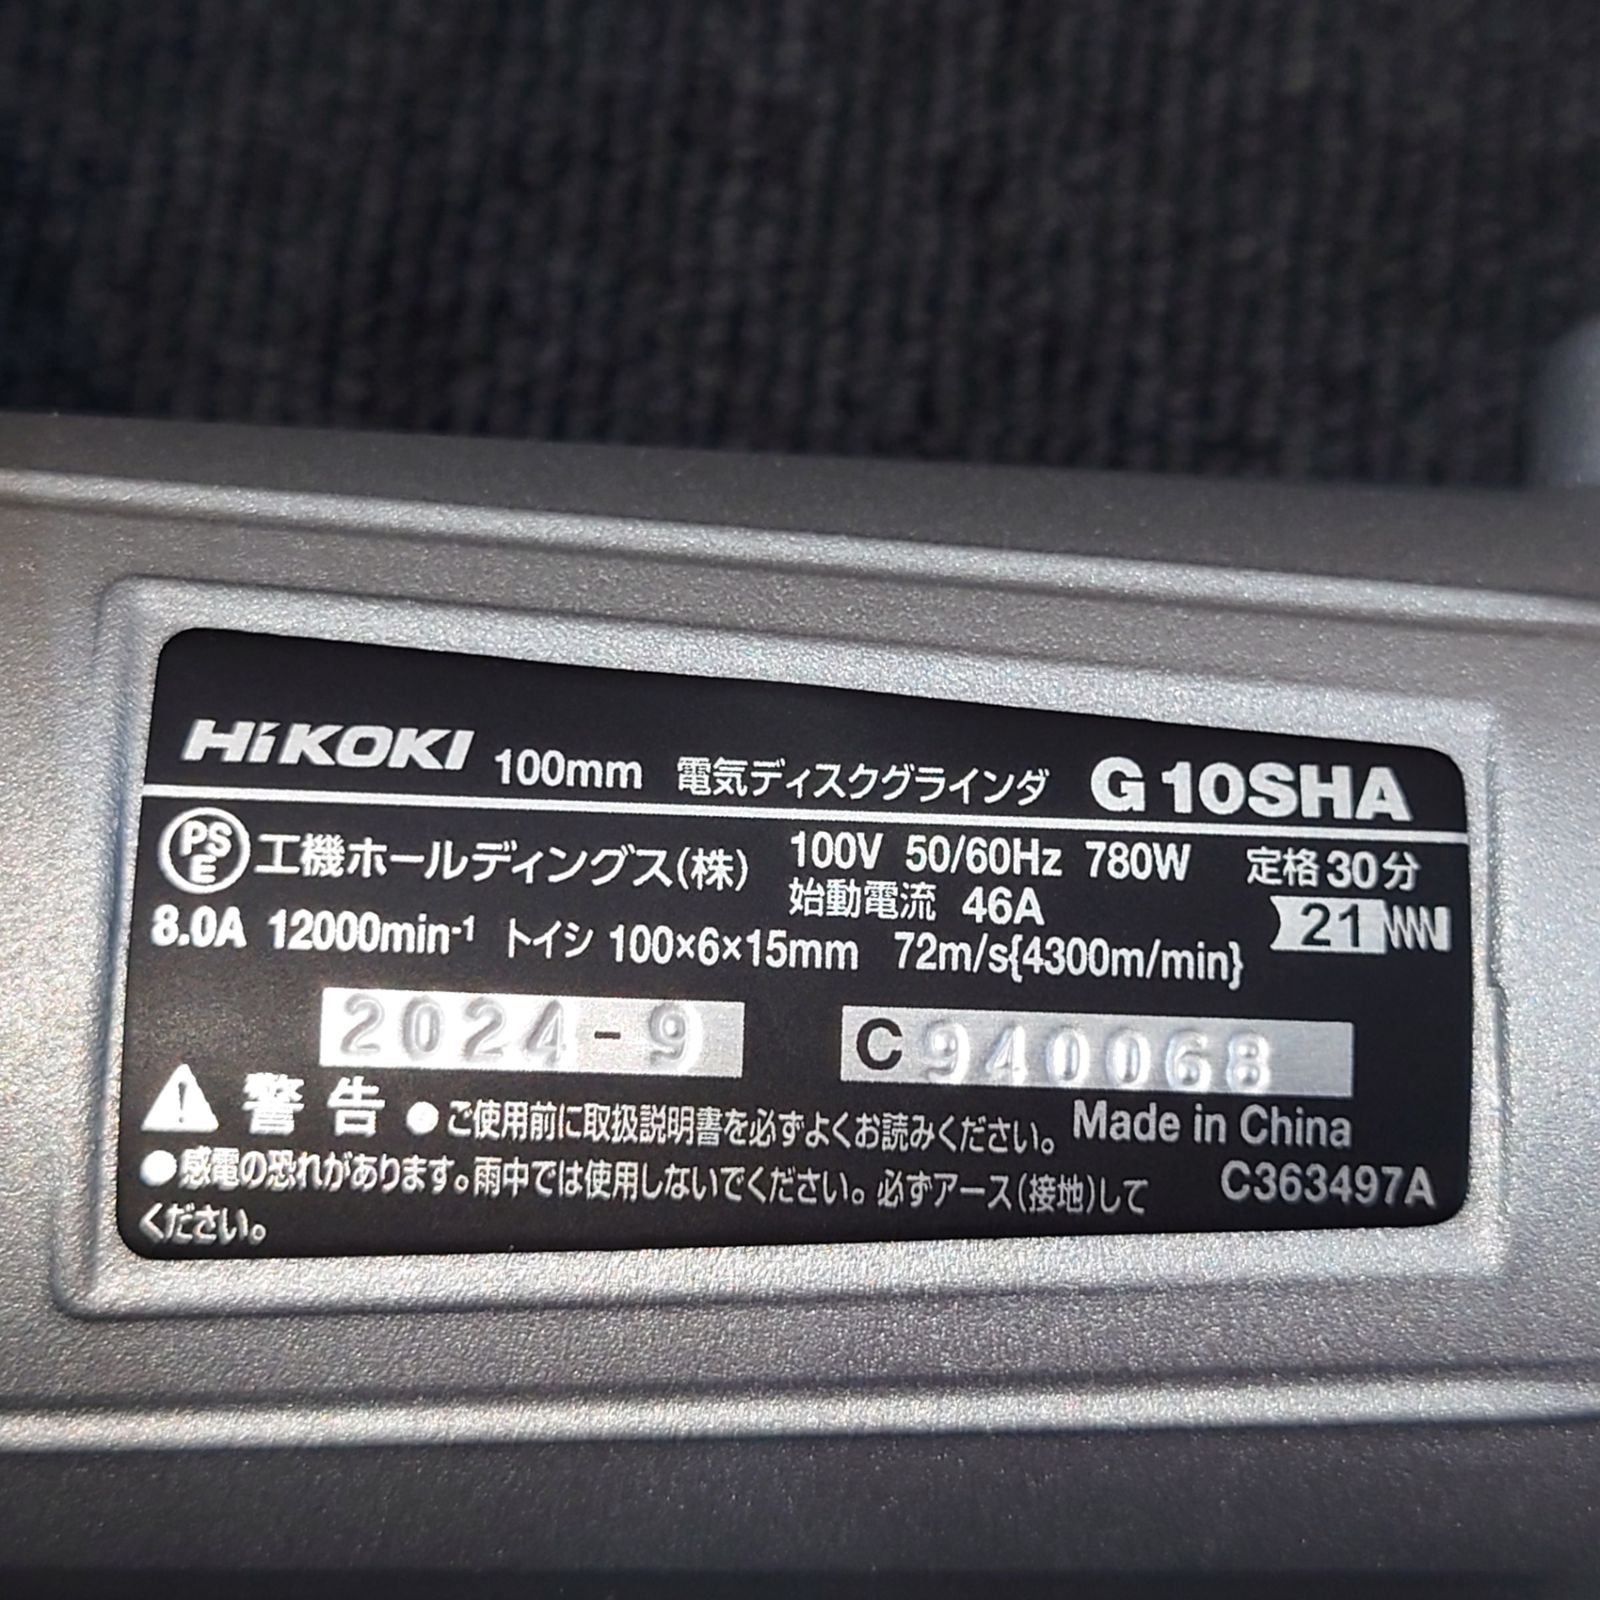 HiKOKI 100mm 電気ディスクグラインダ G 10SHA
PS E 工機ホールディングス(株) 100V 50/60Hz 780W 定格30分
始動電流 46A
8.0A 12000min-1 トイシ 100×6×15mm 72m/s{4300m/min} 21
2024-9 C 940068
警告 ●ご使用前に取扱説明書を必ずよくお読みください。 Made in China
●感電の恐れがあります。雨中では使用しないでください。必ずアース(接地)して C363497A
ください。